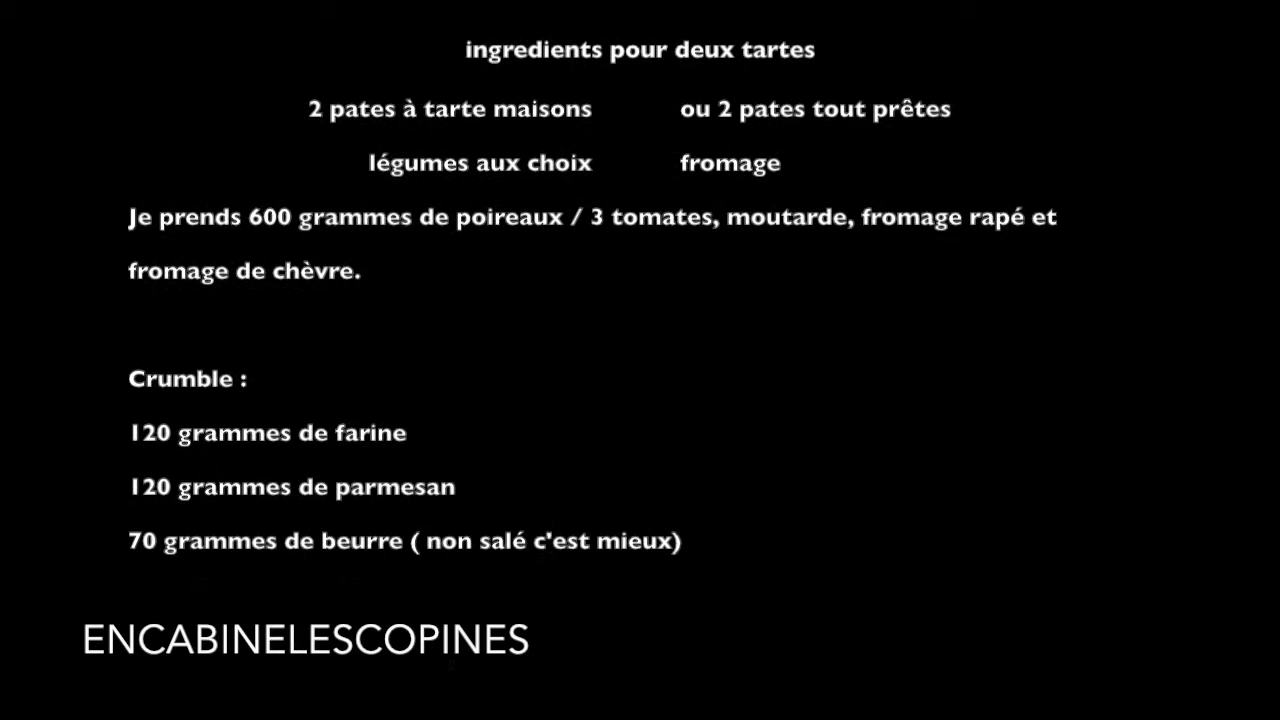 ingredients pour deux tartes
2 pates à tarte maisons ou 2 pates tout prêtes
légumes aux choix fromage
Je prends 600 grammes de poireaux / 3 tomates, moutarde, fromage rapé et
fromage de chèvre.
Crumble :
120 grammes de farine
120 grammes de parmesan
70 grammes de beurre ( non salé c'est mieux)
ENCABINELESCOPINES